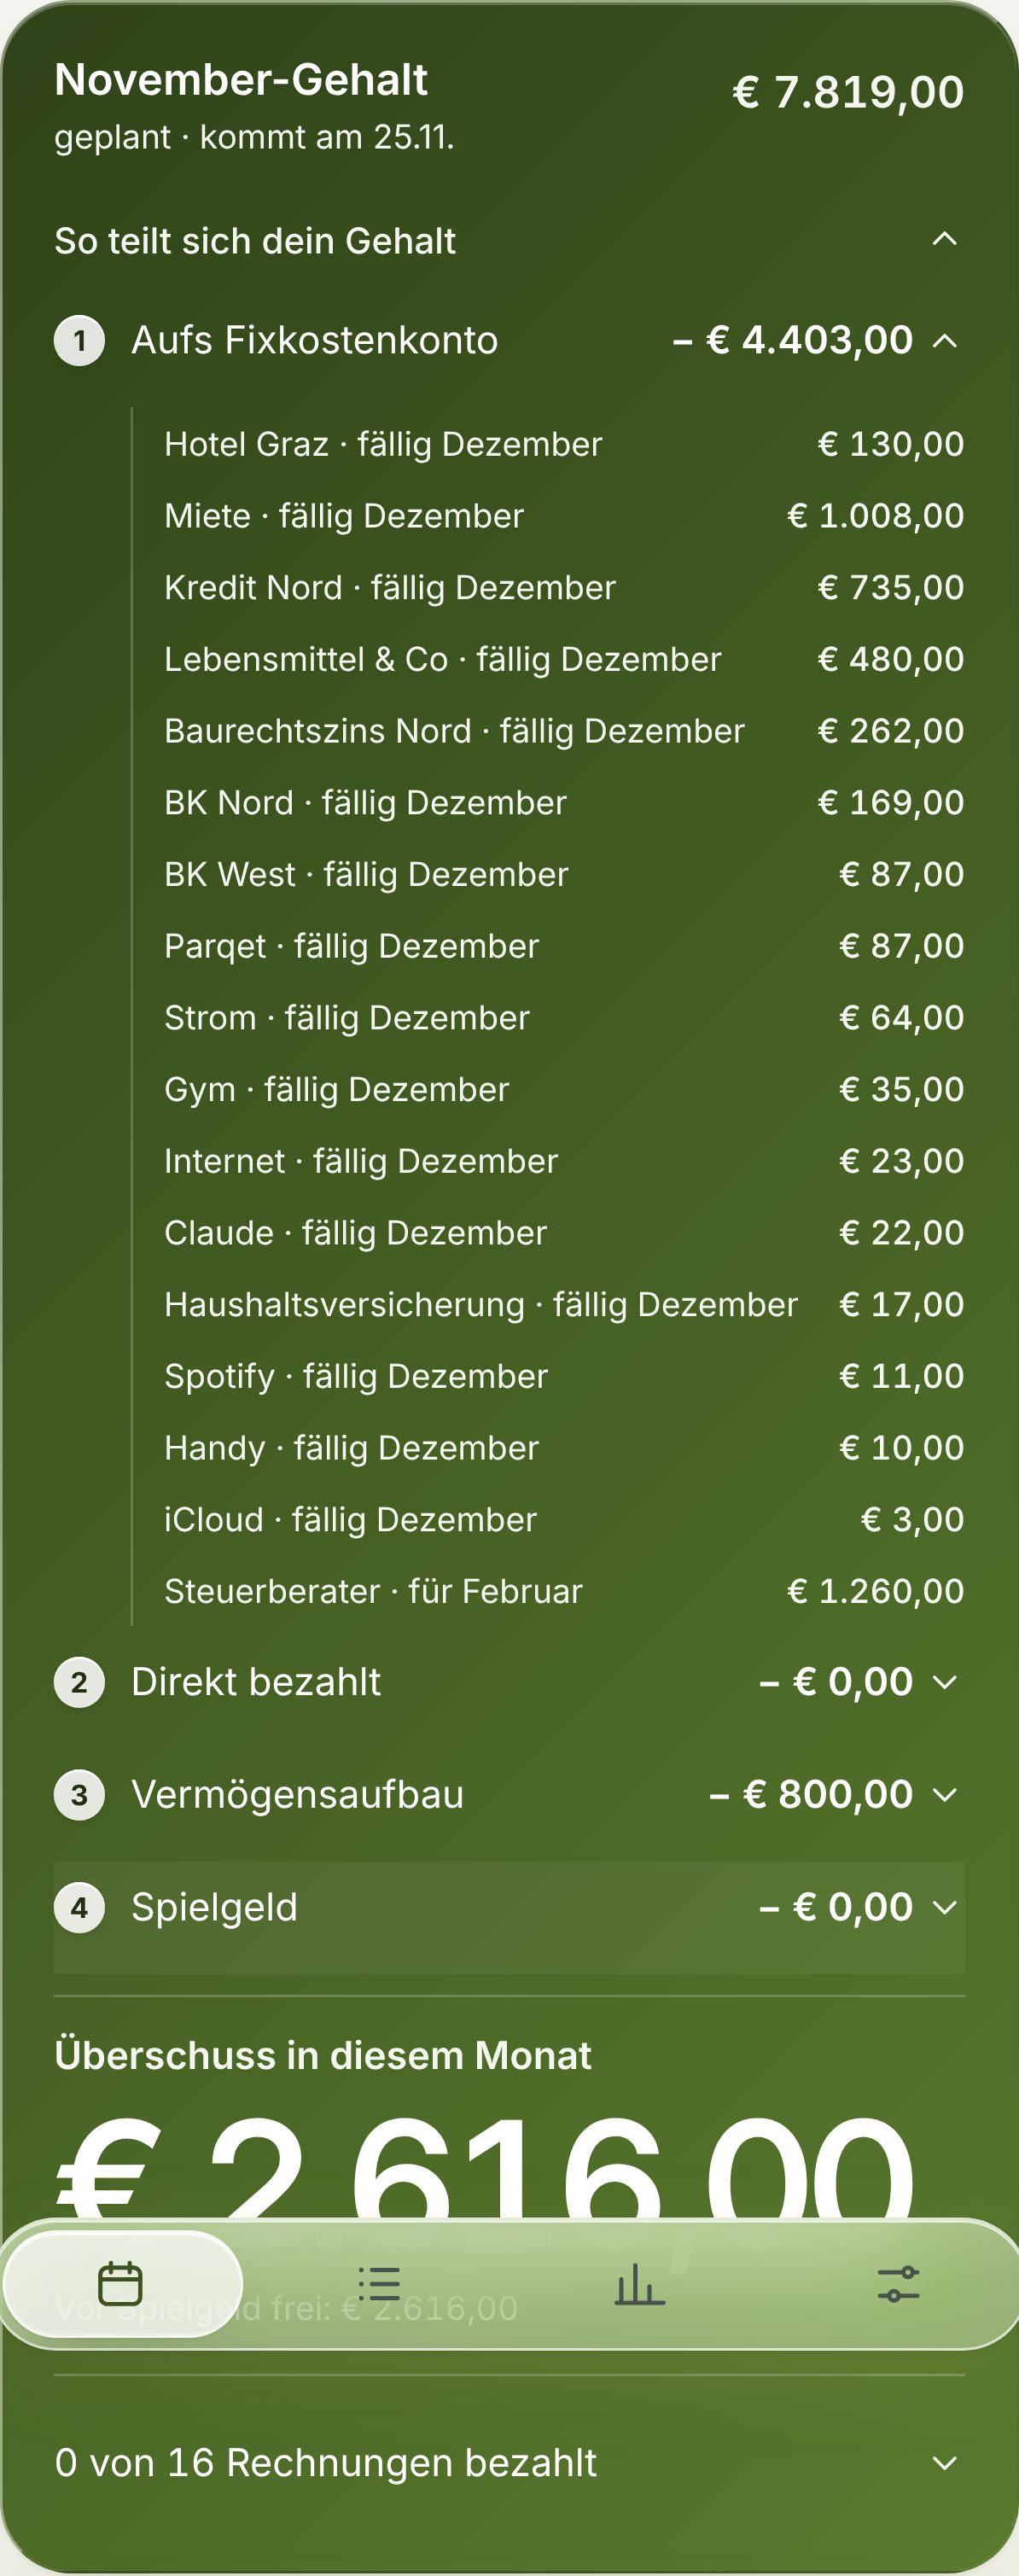 November-Gehalt
€ 7.819,00
geplant · kommt am 25.11.
So teilt sich dein Gehalt
1 Aufs Fixkostenkonto – € 4.403,00
Hotel Graz · fällig Dezember € 130,00
Miete · fällig Dezember € 1.008,00
Kredit Nord · fällig Dezember € 735,00
Lebensmittel & Co · fällig Dezember € 480,00
Baurechtszins Nord · fällig Dezember € 262,00
BK Nord · fällig Dezember € 169,00
BK West · fällig Dezember € 87,00
Parqet · fällig Dezember € 87,00
Strom · fällig Dezember € 64,00
Gym · fällig Dezember € 35,00
Internet · fällig Dezember € 23,00
Claude · fällig Dezember € 22,00
Haushaltsversicherung · fällig Dezember € 17,00
Spotify · fällig Dezember € 11,00
Handy · fällig Dezember € 10,00
iCloud · fällig Dezember € 3,00
Steuerberater · für Februar € 1.260,00
2 Direkt bezahlt – € 0,00
3 Vermögensaufbau – € 800,00
4 Spielgeld – € 0,00
Überschuss in diesem Monat
€ 2.616,00
Vor Spielgeld frei: € 2.616,00
0 von 16 Rechnungen bezahlt